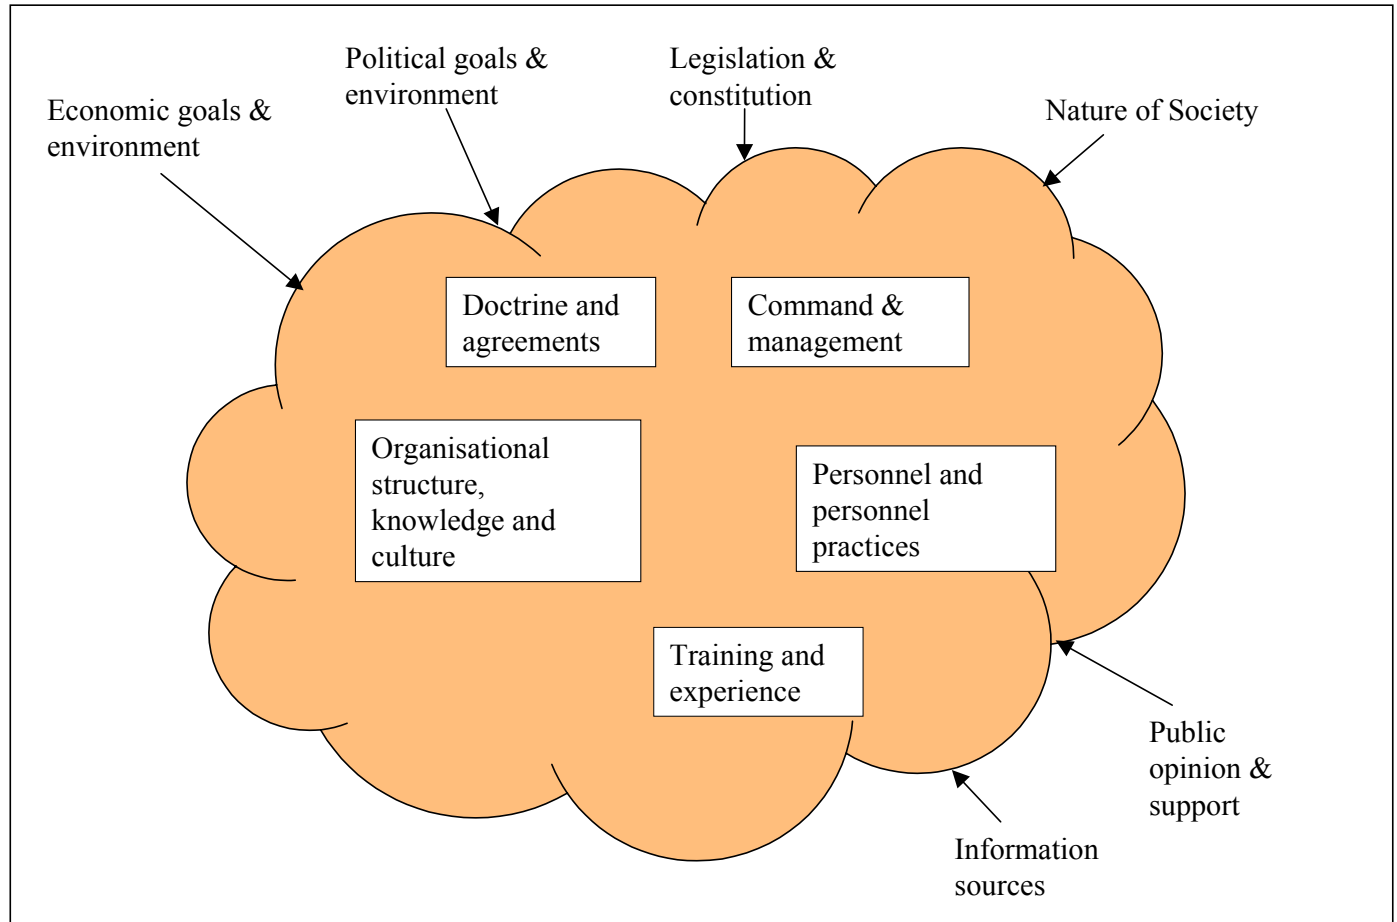 Political goals &
environment
Legislation &
constitution
Economic goals &
environment
Nature of Society
Doctrine and
agreements
Command &
management
Organisational
structure,
knowledge and
culture
Personnel and
personnel
practices
Training and
experience
Public
opinion &
support
Information
sources